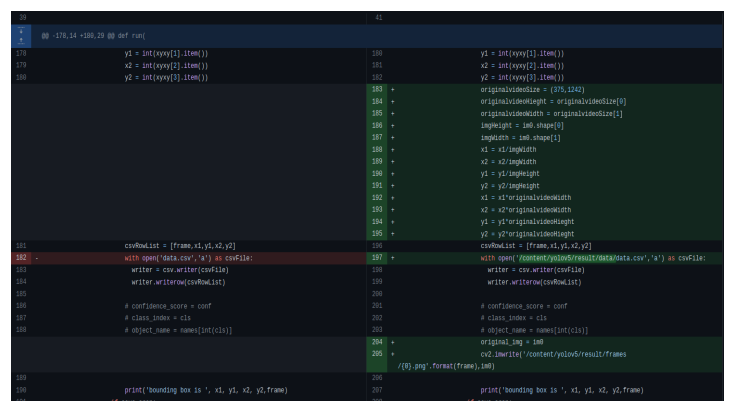 39
@@ -178,14 +180,29 @@ def run(
178 y1 = int(xyxy[1].item())
179 x2 = int(xyxy[2].item())
180 y2 = int(xyxy[3].item())
181 csvRowList = [frame,x1,y1,x2,y2]
182 - with open('data.csv','a') as csvFile:
183 writer = csv.writer(csvFile)
184 writer.writerow(csvRowList)
185
186 # confidence_score = conf
187 # class_index = cls
188 # object_name = names[int(cls)]
189
190 print('bounding box is ', x1, y1, x2, y2,frame)
41
180 y1 = int(xyxy[1].item())
181 x2 = int(xyxy[2].item())
182 y2 = int(xyxy[3].item())
183 + originalvideoSize = (375,1242)
184 + originalvideoHieght = originalvideoSize[0]
185 + originalvideoWidth = originalvideoSize[1]
186 + imgHeight = im0.shape[0]
187 + imgWidth = im0.shape[1]
188 + x1 = x1/imgWidth
189 + x2 = x2/imgWidth
190 + y1 = y1/imgHeight
191 + y2 = y2/imgHeight
192 + x1 = x1*originalvideoWidth
193 + x2 = x2*originalvideoWidth
194 + y1 = y1*originalvideoHieght
195 + y2 = y2*originalvideoHieght
196 csvRowList = [frame,x1,y1,x2,y2]
197 + with open('/content/yolov5/result/data/data.csv','a') as csvFile:
198 writer = csv.writer(csvFile)
199 writer.writerow(csvRowList)
200
201 # confidence_score = conf
202 # class_index = cls
203 # object_name = names[int(cls)]
204 + original_img = im0
205 + cv2.imwrite('/content/yolov5/result/frames
/{0}.png'.format(frame),im0)
206
207 print('bounding box is ', x1, y1, x2, y2,frame)